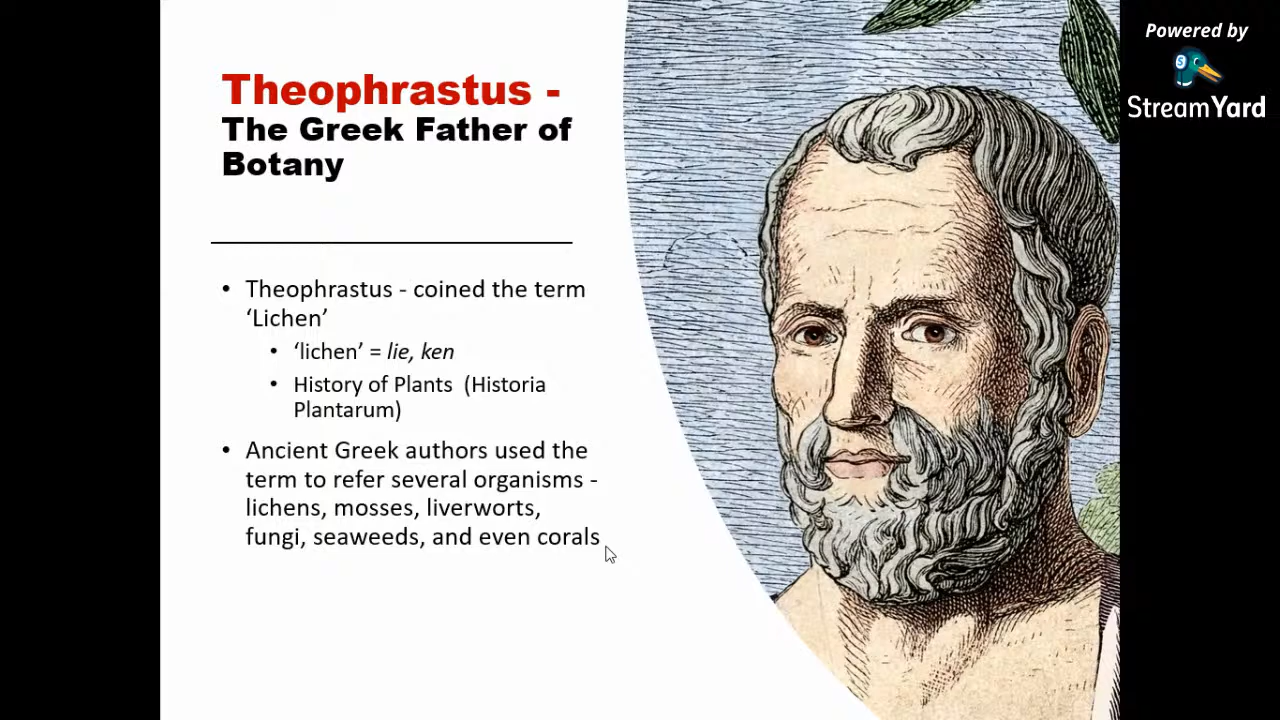 Theophrastus -
The Greek Father of
Botany
• Theophrastus - coined the term
‘Lichen’
• ‘lichen’ = lie, ken
• History of Plants (Historia
Plantarum)
• Ancient Greek authors used the
term to refer several organisms -
lichens, mosses, liverworts,
fungi, seaweeds, and even corals
Powered by
S
StreamYard